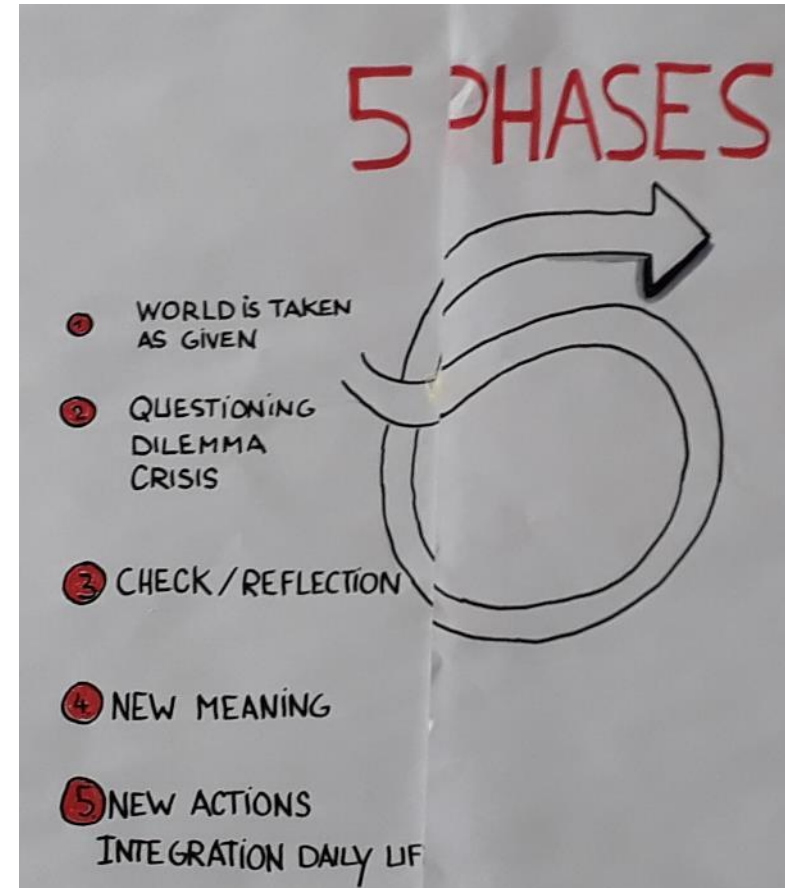 5 PHASES
1 WORLD IS TAKEN
AS GIVEN
2 QUESTIONING
DILEMMA
CRISIS
3 CHECK/REFLECTION
4 NEW MEANING
5 NEW ACTIONS
INTEGRATION DAILY LIF